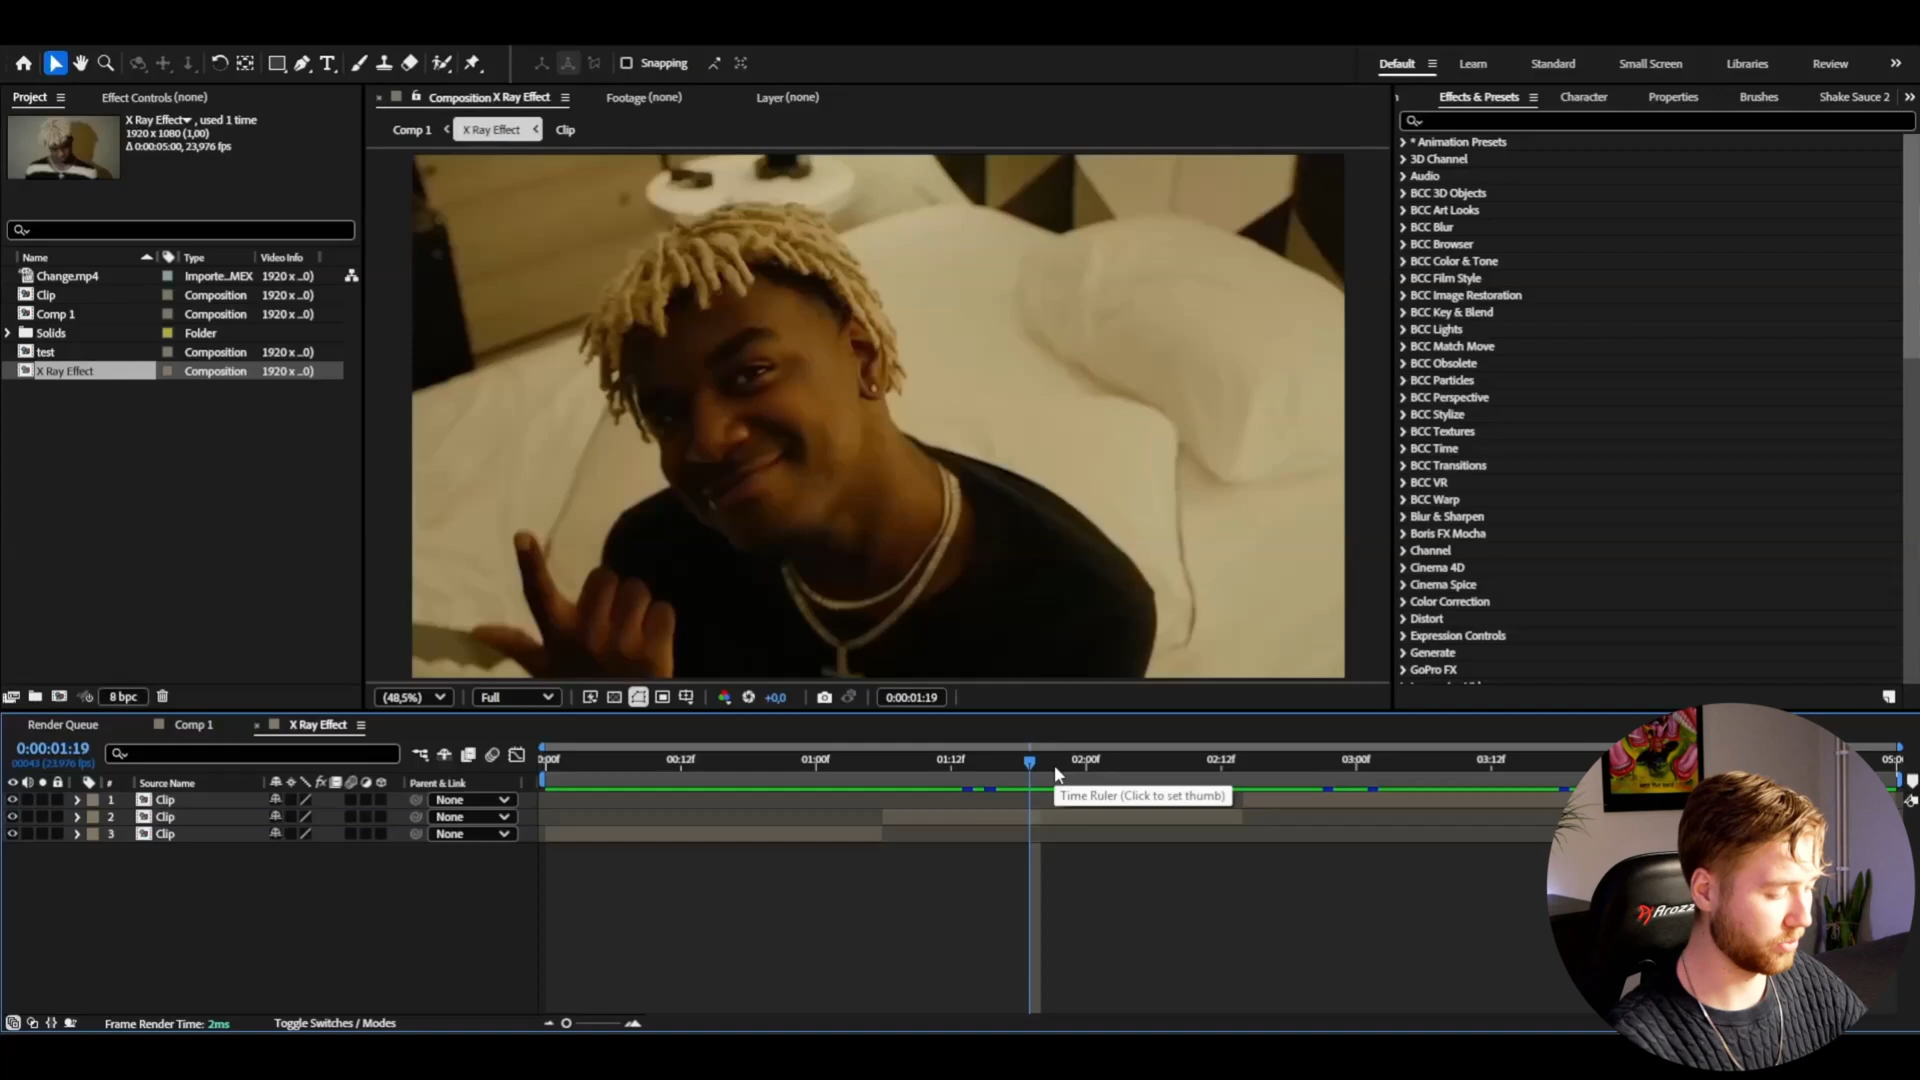 Snapping
Default
Learn
Standard
Small Screen
Libraries
Review
Project
Effect Controls (none)
Composition X Ray Effect
Footage (none)
Layer (none)
Effects & Presets
Character
Properties
Brushes
Shake Sauce 2
X Ray Effect , used 1 time
1920 x 1080 (1,00)
Δ 0:00:05:00, 23,976 fps
Comp 1
X Ray Effect
Clip
Name
Type
Video Info
Change.mp4 Importe...MEX 1920 x ...0)
Clip Composition 1920 x ...0)
Comp 1 Composition 1920 x ...0)
Solids Folder
test Composition 1920 x ...0)
X Ray Effect Composition 1920 x ...0)
* Animation Presets
3D Channel
Audio
BCC 3D Objects
BCC Art Looks
BCC Blur
BCC Browser
BCC Color & Tone
BCC Film Style
BCC Image Restoration
BCC Key & Blend
BCC Lights
BCC Match Move
BCC Obsolete
BCC Particles
BCC Perspective
BCC Stylize
BCC Textures
BCC Time
BCC Transitions
BCC VR
BCC Warp
Blur & Sharpen
Boris FX Mocha
Channel
Cinema 4D
Cinema Spice
Color Correction
Distort
Expression Controls
Generate
GoPro FX
8 bpc
(48,5%)
Full
+0,0
0:00:01:19
Render Queue
Comp 1
X Ray Effect
0:00:01:19
00043 (23.976 fps)
# Source Name
Parent & Link
1 Clip None
2 Clip None
3 Clip None
0:00f 00:12f 01:00f 01:12f 02:00f 02:12f 03:00f 03:12f 05:0
Time Ruler (Click to set thumb)
Frame Render Time: 2ms
Toggle Switches / Modes
Arozz